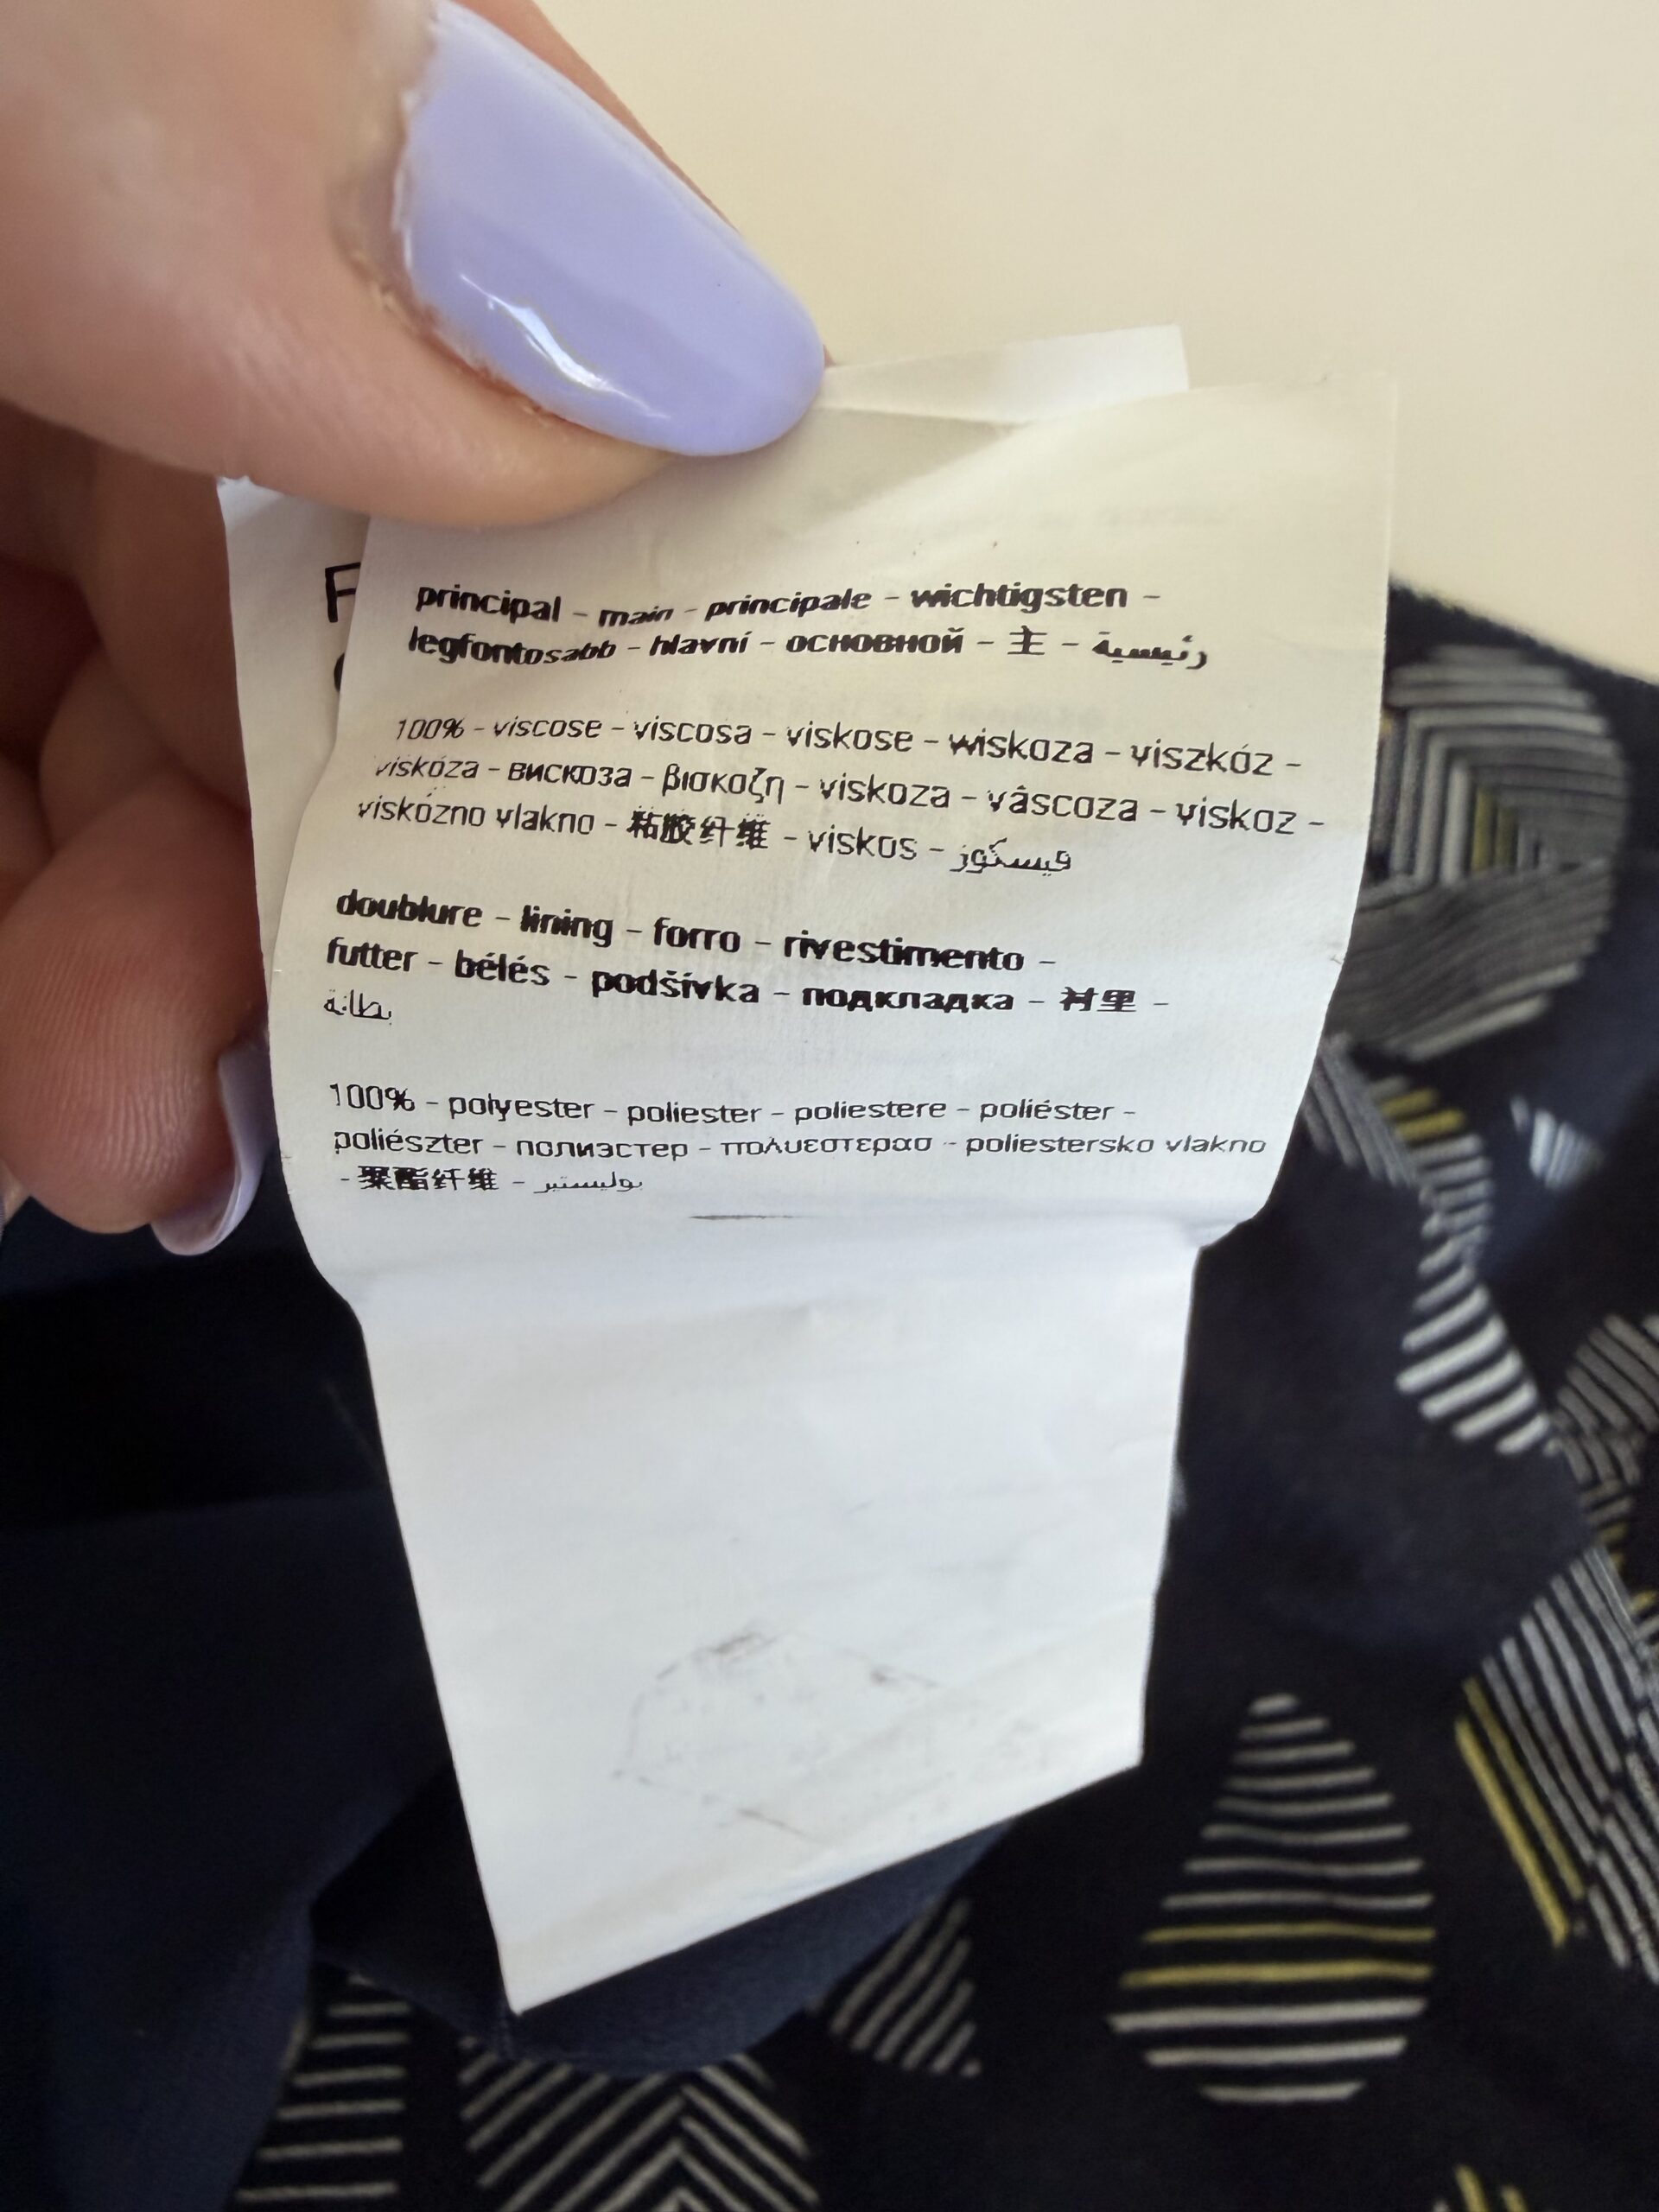 F
principal - main - principale - wichtigsten -
legfontosabb - hlavní - основной - 主 - رئيسية
100% - viscose - viscosa - viskose - wiskoza - viszkóz -
viskóza - вискоза - βισκοζη - viskoza - vâscoza - viskoz -
viskózno vlakno - 粘胶纤维 - viskos - فيسكوز
doublure - lining - forro - rivestimento -
futter - bélés - podšívka - подкладка - 衬里 -
بطانة
100% - polyester - poliester - poliestere - poliéster -
poliészter - полиэстер - πολυεστερασ - poliestersko vlakno
- 聚酯纤维 - بوليستير